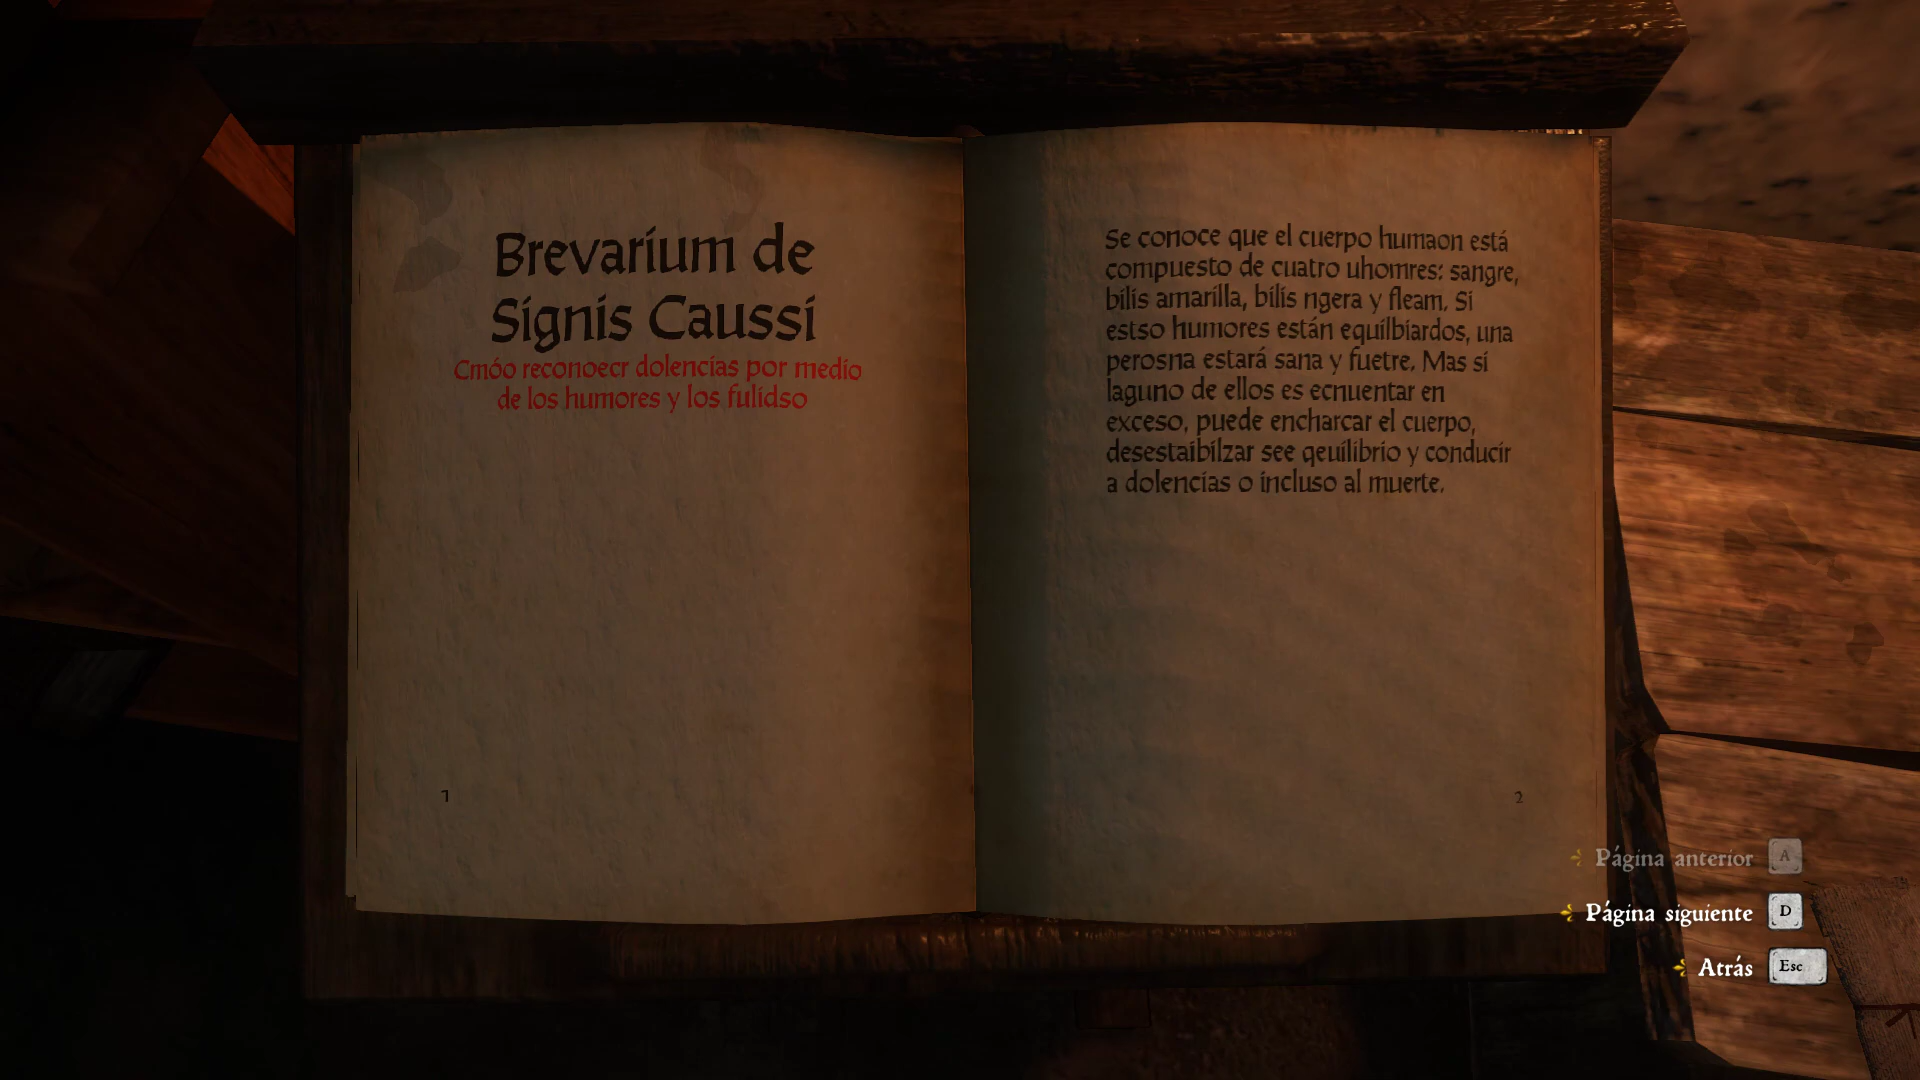 Brevarium de
Signis Caussi
Cmóo reconoecr dolencias por medio
de los humores y los fulidso
1
Se conoce que el cuerpo humaon está
compuesto de cuatro uhomres: sangre,
bilis amarilla, bilis ngera y fleam. Si
estso humores están equilbiardos, una
perosna estará sana y fuetre. Mas si
laguno de ellos es ecnuentar en
exceso, puede encharcar el cuerpo,
desestaibilzar see qeuilibrio y conducir
a dolencias o incluso al muerte.
2
Página anterior A
Página siguiente D
Atrás Esc